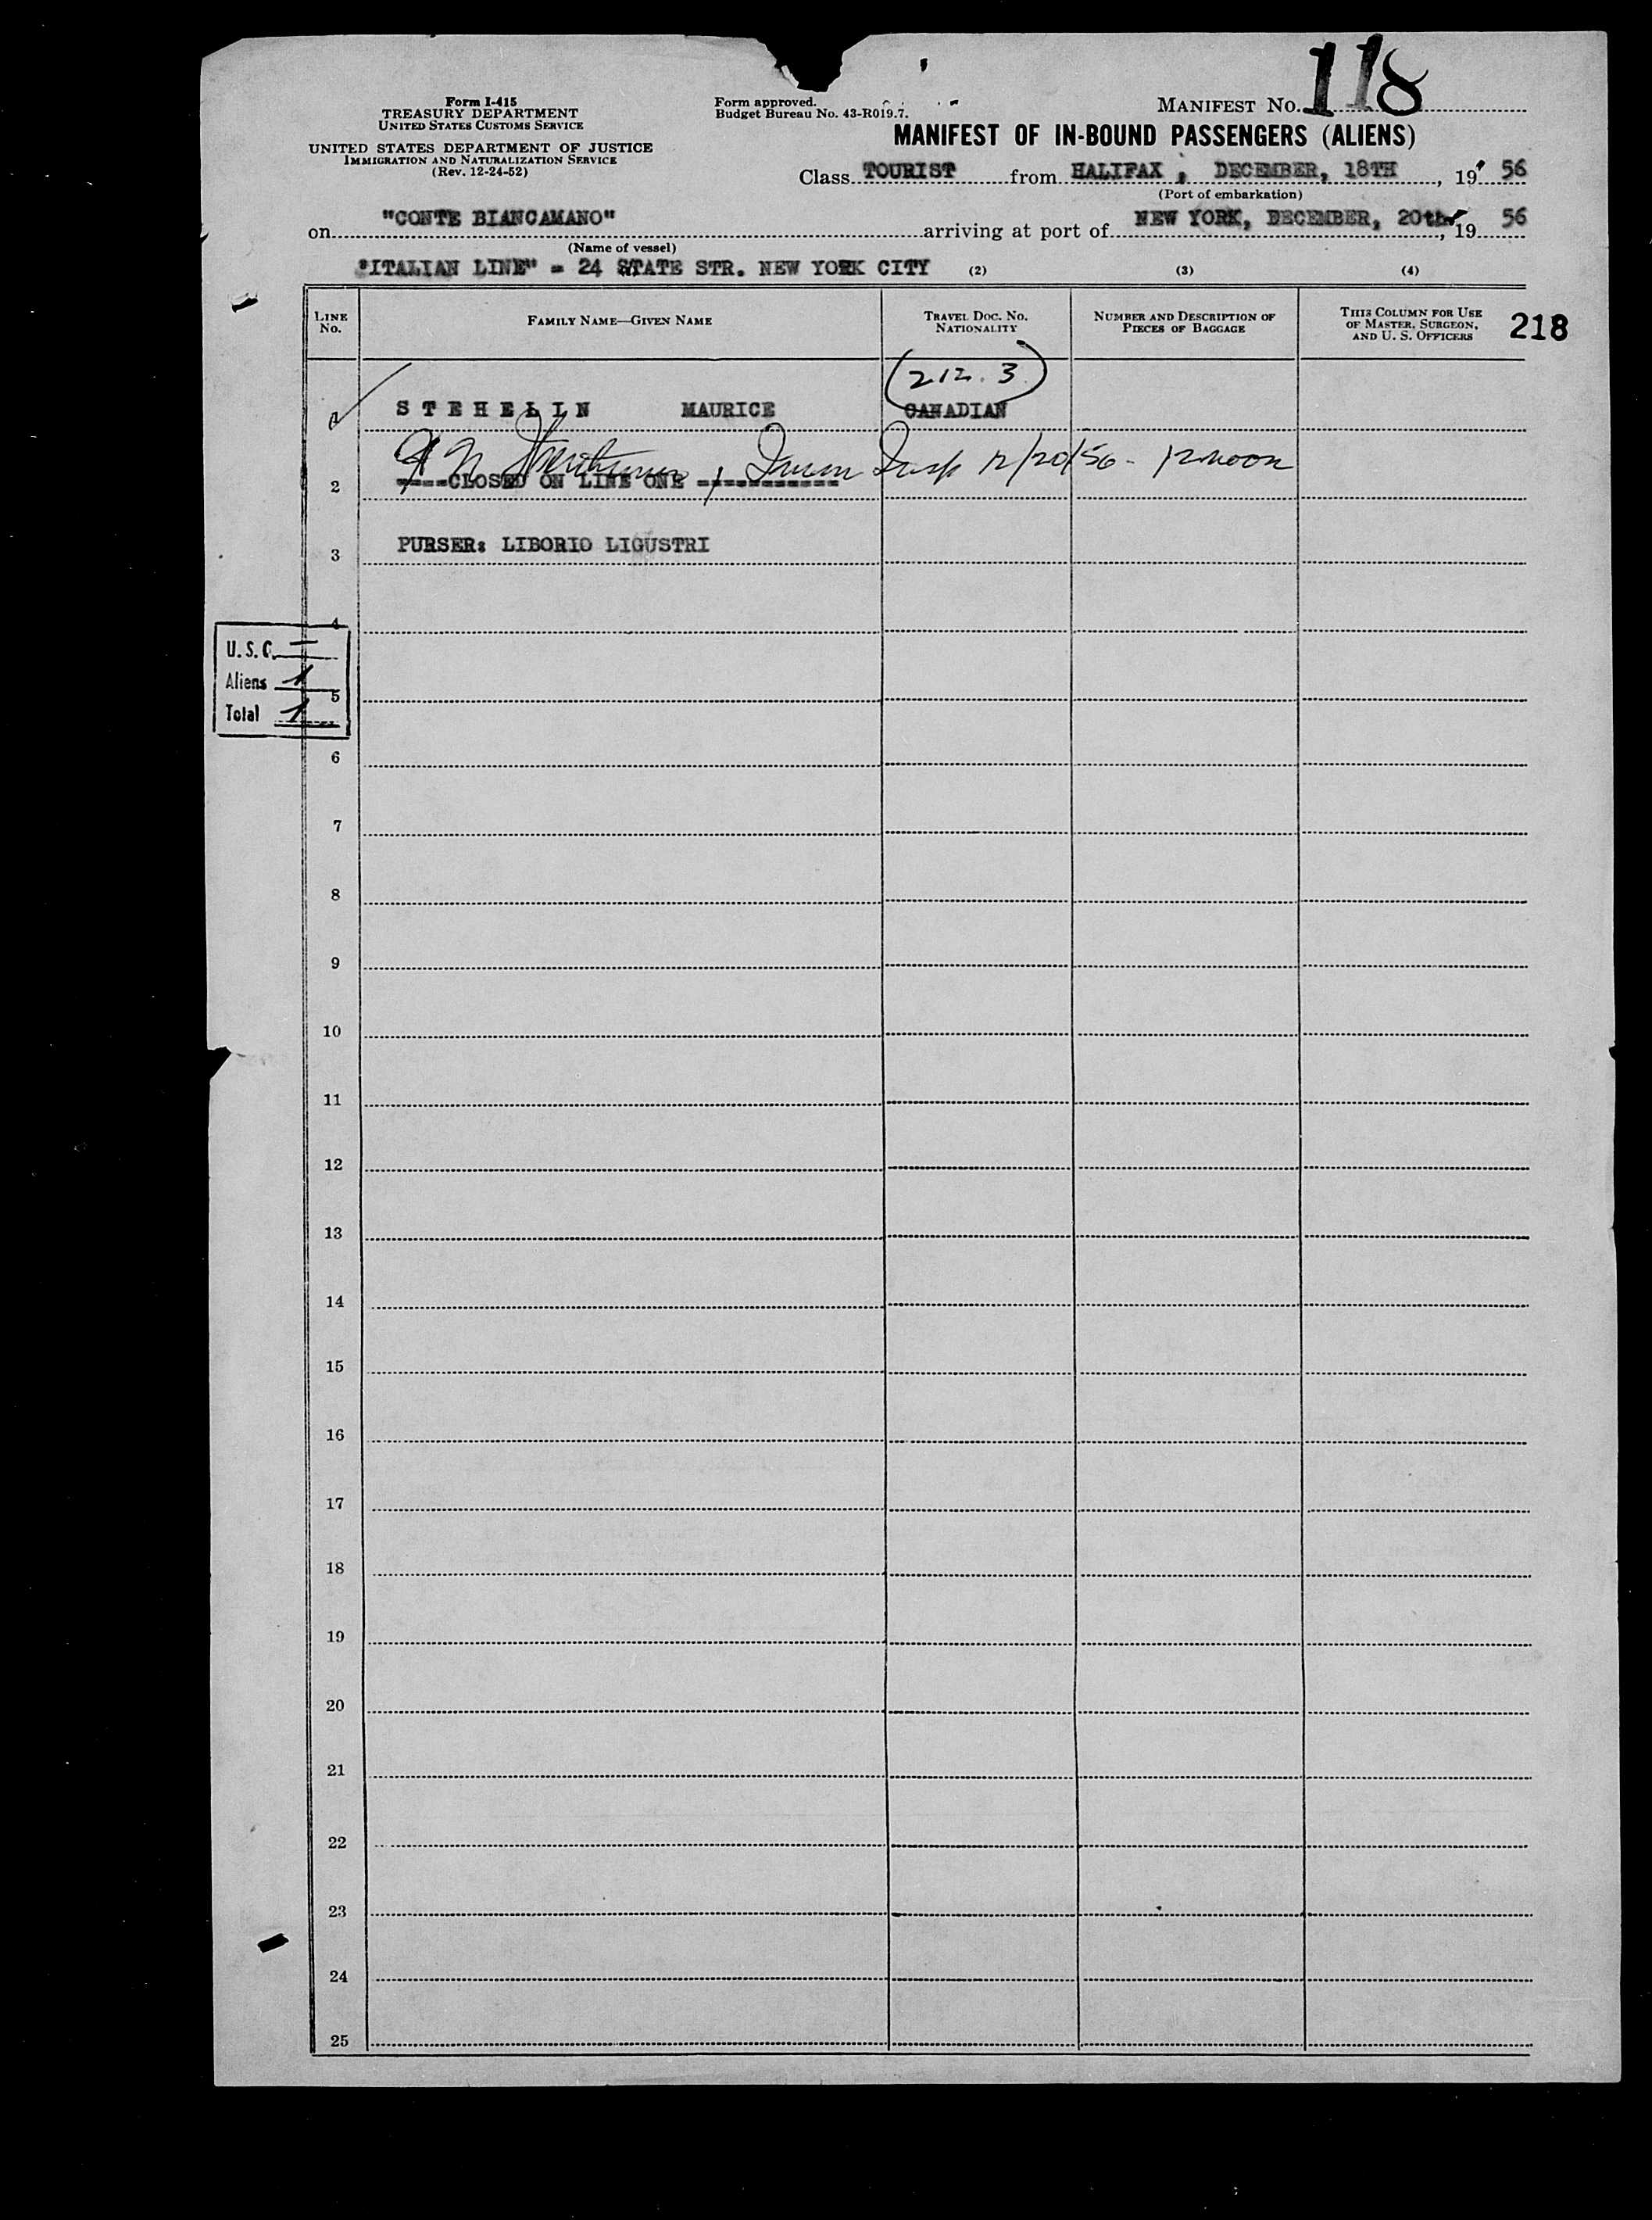 Form I-415
TREASURY DEPARTMENT
UNITED STATES CUSTOMS SERVICE
UNITED STATES DEPARTMENT OF JUSTICE
IMMIGRATION AND NATURALIZATION SERVICE
(Rev. 12-24-52)
Form approved.
Budget Bureau No. 43-R019.7.
MANIFEST NO. 118
MANIFEST OF IN-BOUND PASSENGERS (ALIENS)
Class TOURIST from HALIFAX, DECEMBER, 18TH, 19 56
(Port of embarkation)
on "CONTE BIANCAMANO" arriving at port of NEW YORK, DECEMBER, 20th, 19 56
(Name of vessel)
"ITALIAN LINE" - 24 STATE STR. NEW YORK CITY (2) (3) (4)
LINE NO. FAMILY NAME—GIVEN NAME TRAVEL DOC. NO. NATIONALITY NUMBER AND DESCRIPTION OF PIECES OF BAGGAGE THIS COLUMN FOR USE OF MASTER, SURGEON, AND U. S. OFFICERS 218
(212.3)
1 STEHELIN MAURICE CANADIAN
12/20/56 - 12 noon
2 ----CLOSED ON LINE ONE -----------
3 PURSER: LIBORIO LIGUSTRI
4
U.S.C. —
Aliens 1
5
Total 1
6
7
8
9
10
11
12
13
14
15
16
17
18
19
20
21
22
23
24
25